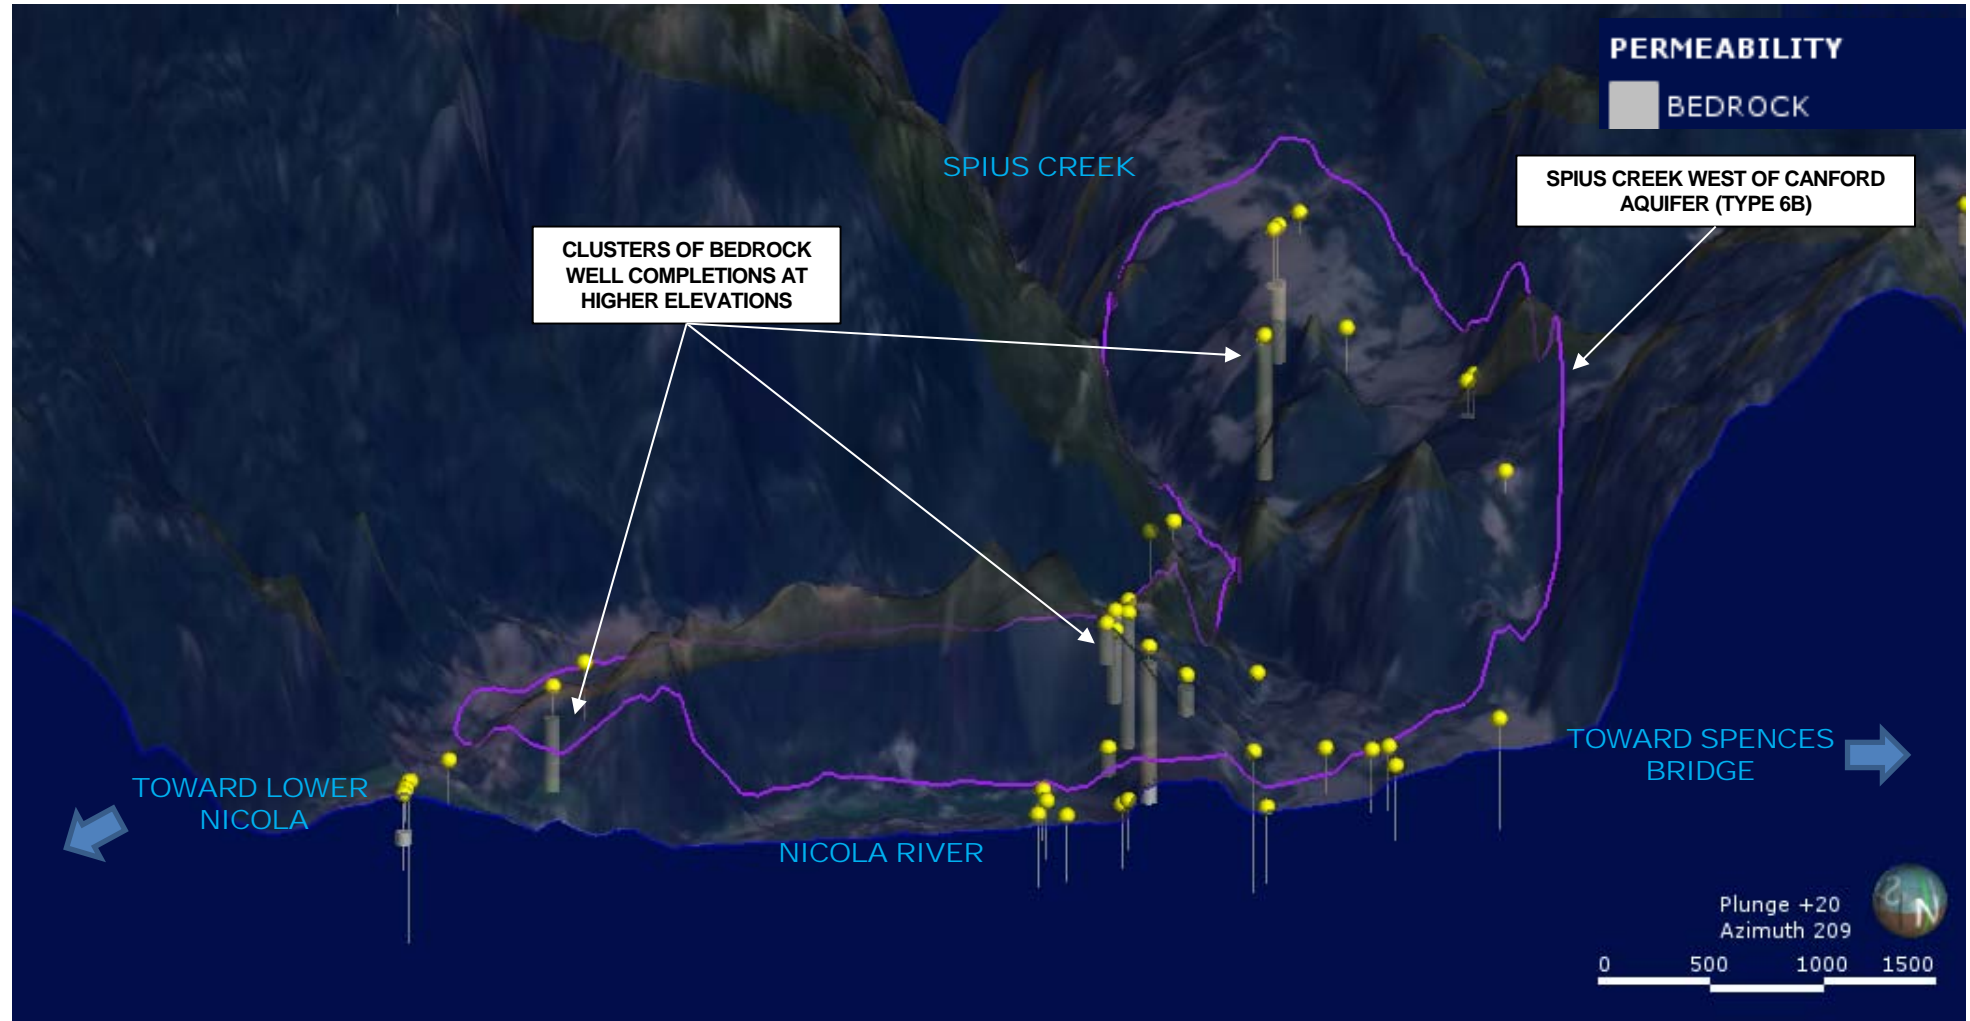 PERMEABILITY
BEDROCK
SPIUS CREEK
SPIUS CREEK WEST OF CANFORD
AQUIFER (TYPE 6B)
CLUSTERS OF BEDROCK
WELL COMPLETIONS AT
HIGHER ELEVATIONS
TOWARD SPENCES
BRIDGE
TOWARD LOWER
NICOLA
NICOLA RIVER
Plunge +20
Azimuth 209
S N
0 500 1000 1500